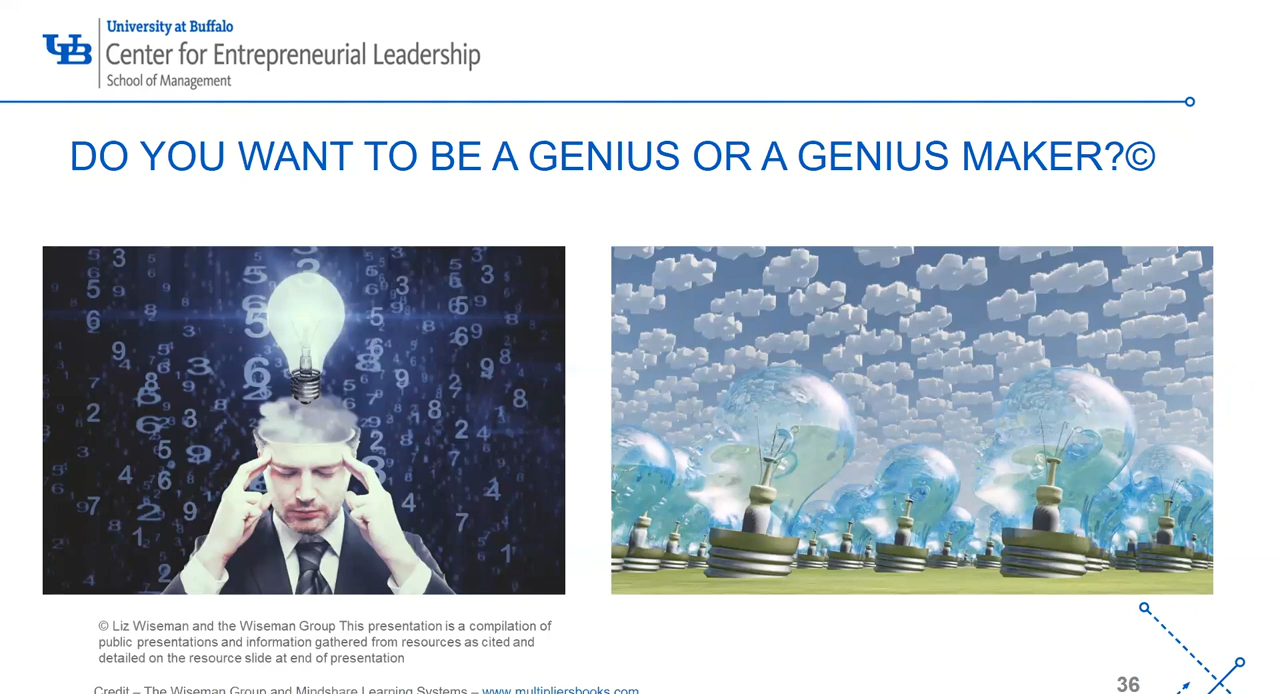 University at Buffalo
UB
Center for Entrepreneurial Leadership
School of Management
DO YOU WANT TO BE A GENIUS OR A GENIUS MAKER?©
© Liz Wiseman and the Wiseman Group This presentation is a compilation of
public presentations and information gathered from resources as cited and
detailed on the resource slide at end of presentation
Credit – The Wiseman Group and Mindshare Learning Systems – www.multipliersbooks.com
36